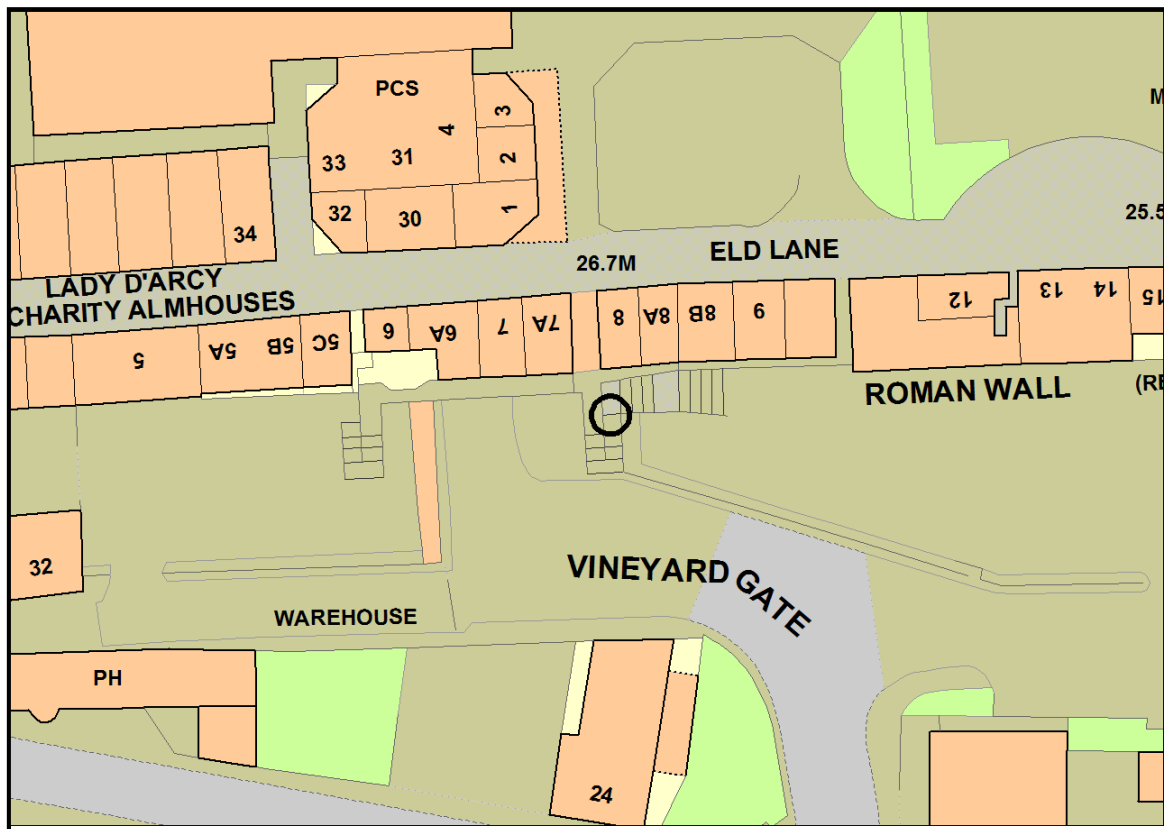 PCS
M
3
4
33
31
2
32
30
1
25.5
34
ELD LANE
26.7M
LADY D'ARCY
CHARITY ALMHOUSES
5
5A
5B
5C
6
6A
7
7A
8
8A
8B
9
12
13
14
15
ROMAN WALL
(RE
32
VINEYARD GATE
WAREHOUSE
PH
24